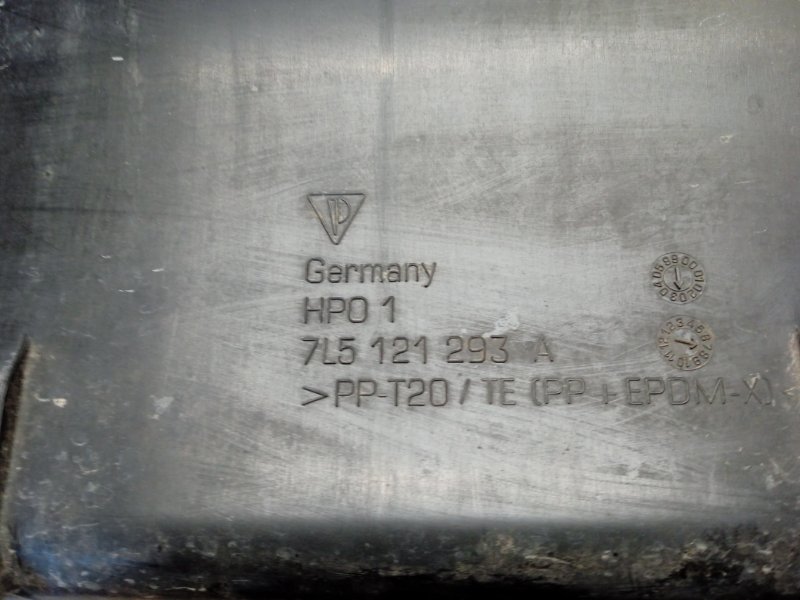 Germany
HPO 1
7L5 121 293 A
>PP-T20 / TE (PP + EPDM-X)